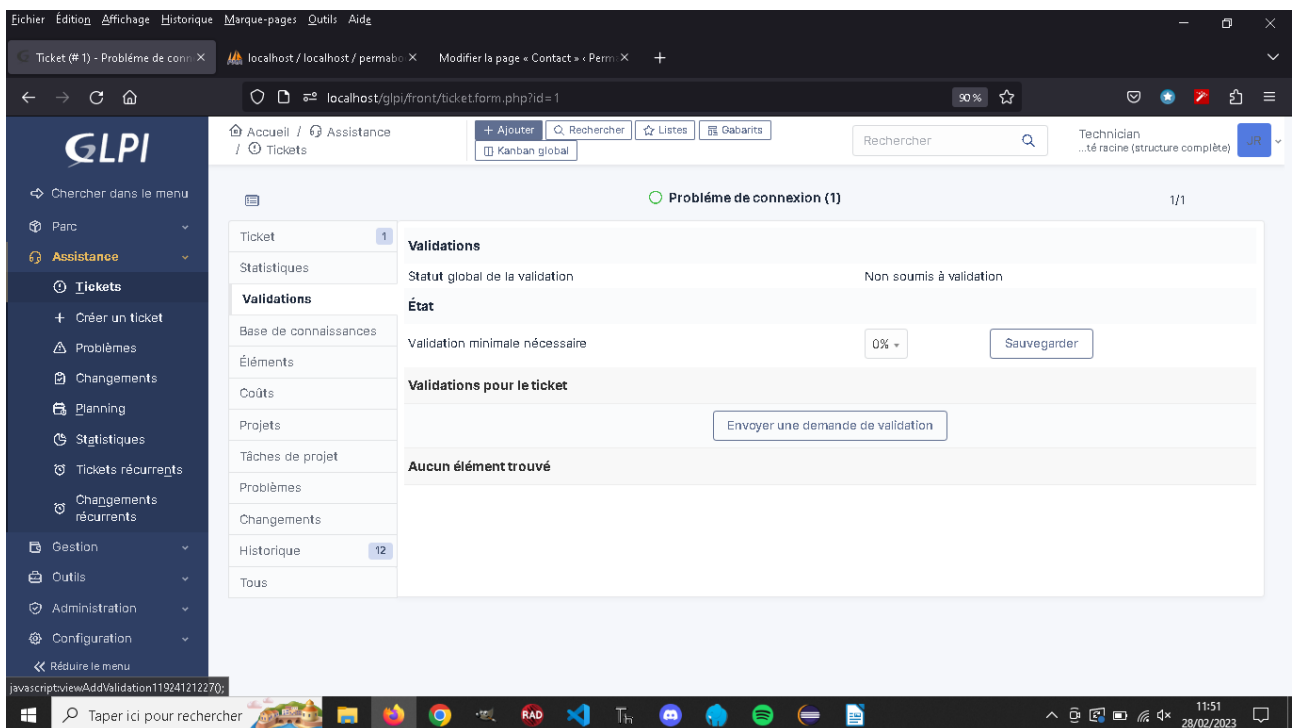 Fichier Édition Affichage Historique Marque-pages Outils Aide
Ticket (# 1) - Probléme de conn
localhost / localhost / permabo
Modifier la page « Contact » ‹ Perm
localhost/glpi/front/ticket.form.php?id=1
90 %
GLPI
Accueil / Assistance
/ Tickets
+ Ajouter
Rechercher
Listes
Gabarits
Kanban global
Rechercher
Technician
...té racine (structure complète)
JR
Chercher dans le menu
Parc
Assistance
Tickets
Créer un ticket
Problèmes
Changements
Planning
Statistiques
Tickets récurrents
Changements
récurrents
Gestion
Outils
Administration
Configuration
Réduire le menu
Probléme de connexion (1)
1/1
Ticket 1
Statistiques
Validations
Base de connaissances
Éléments
Coûts
Projets
Tâches de projet
Problèmes
Changements
Historique 12
Tous
Validations
Statut global de la validation Non soumis à validation
État
Validation minimale nécessaire 0% Sauvegarder
Validations pour le ticket
Envoyer une demande de validation
Aucun élément trouvé
javascript:viewAddValidation11924121227();
Taper ici pour rechercher
RAD
Th
11:51
28/02/2023